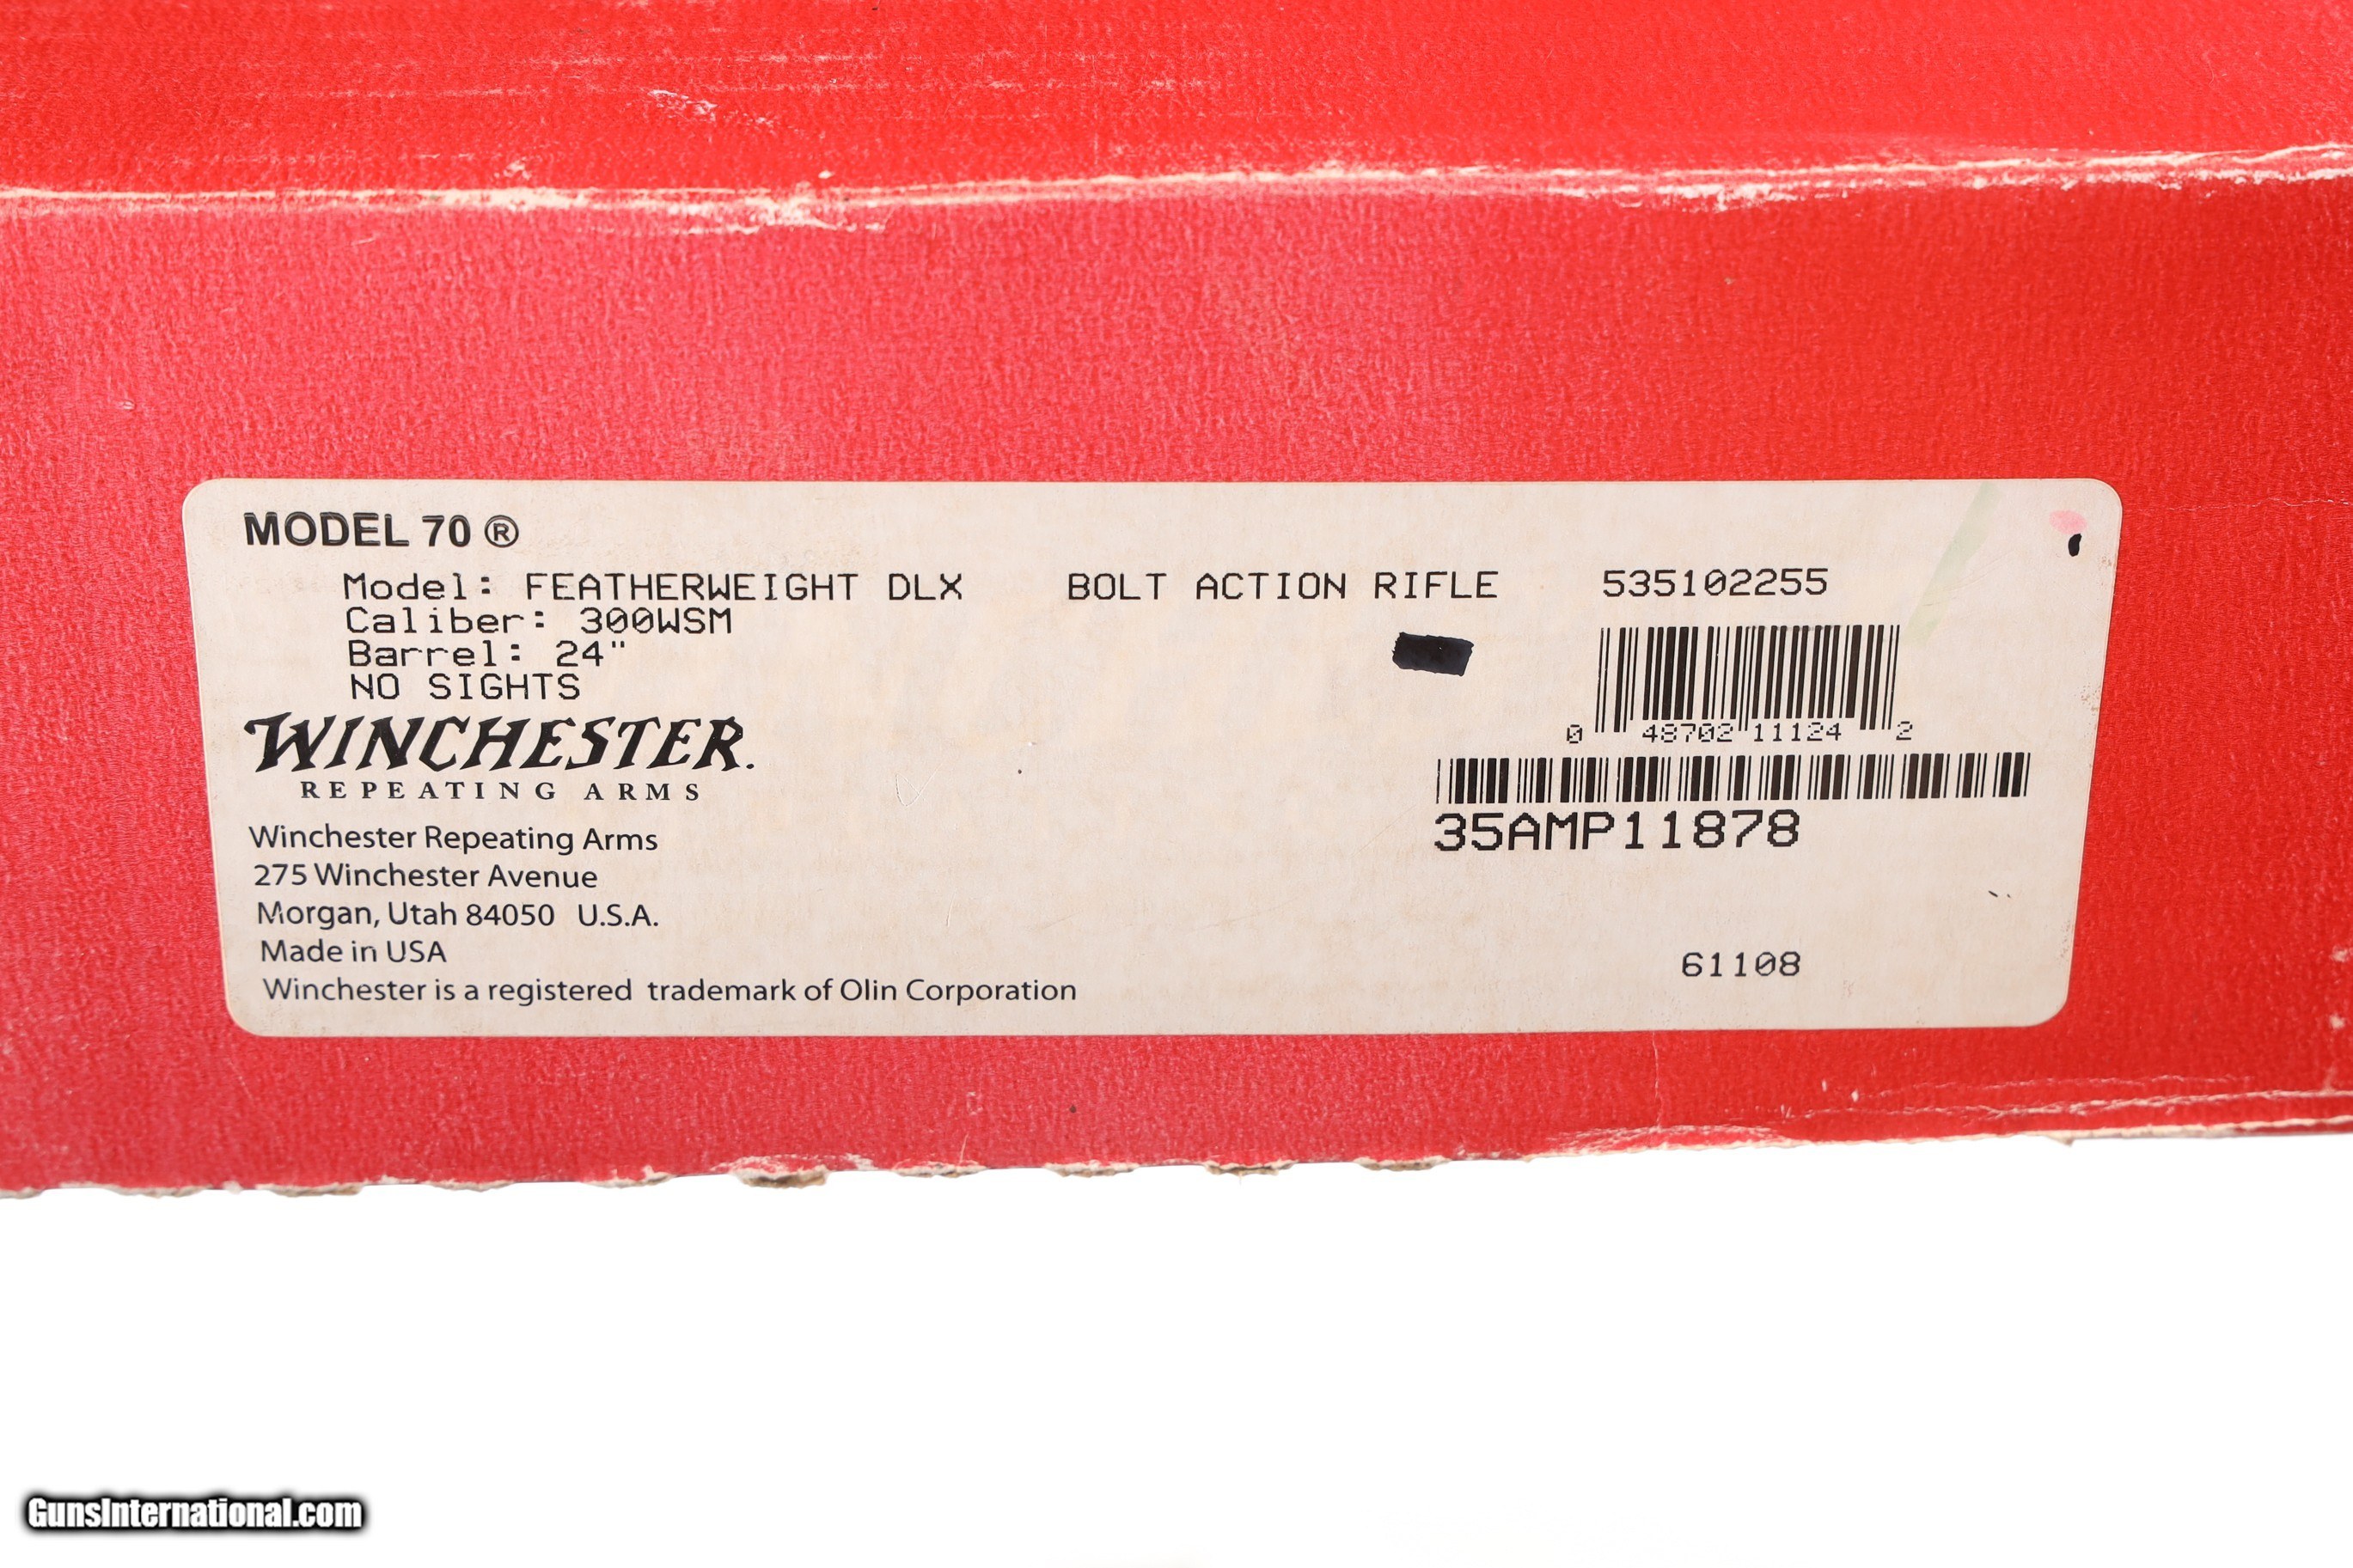 MODEL 70 ®
Model: FEATHERWEIGHT DLX BOLT ACTION RIFLE 535102255
Caliber: 300WSM
Barrel: 24"
NO SIGHTS
0 48702 11124 2
WINCHESTER.
REPEATING ARMS
35AMP11878
Winchester Repeating Arms
275 Winchester Avenue
Morgan, Utah 84050 U.S.A.
Made in USA
61108
Winchester is a registered trademark of Olin Corporation
GunsInternational.com